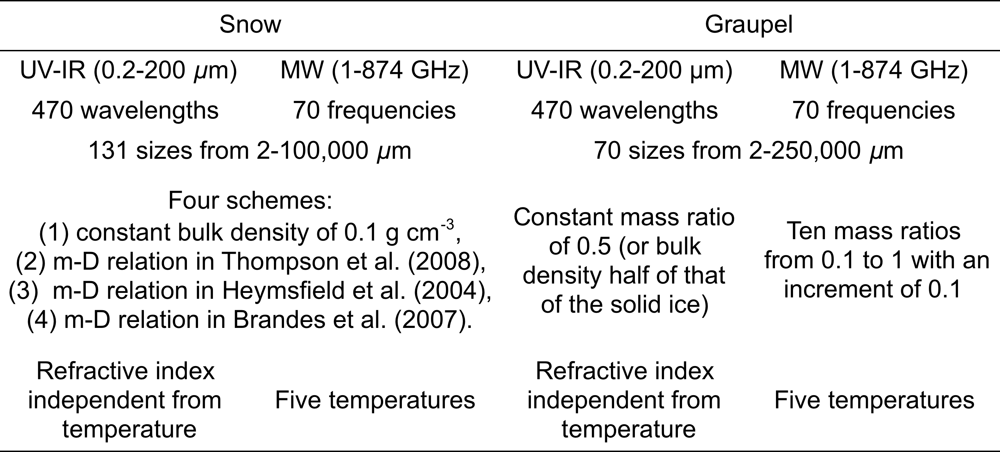 Snow Graupel
UV-IR (0.2-200 µm) MW (1-874 GHz) UV-IR (0.2-200 µm) MW (1-874 GHz)
470 wavelengths 70 frequencies 470 wavelengths 70 frequencies
131 sizes from 2-100,000 µm 70 sizes from 2-250,000 µm
Four schemes:
(1) constant bulk density of 0.1 g cm⁻³,
(2) m-D relation in Thompson et al. (2008),
(3) m-D relation in Heymsfield et al. (2004),
(4) m-D relation in Brandes et al. (2007).
Constant mass ratio
of 0.5 (or bulk
density half of that
of the solid ice)
Ten mass ratios
from 0.1 to 1 with an
increment of 0.1
Refractive index
independent from
temperature
Five temperatures
Refractive index
independent from
temperature
Five temperatures